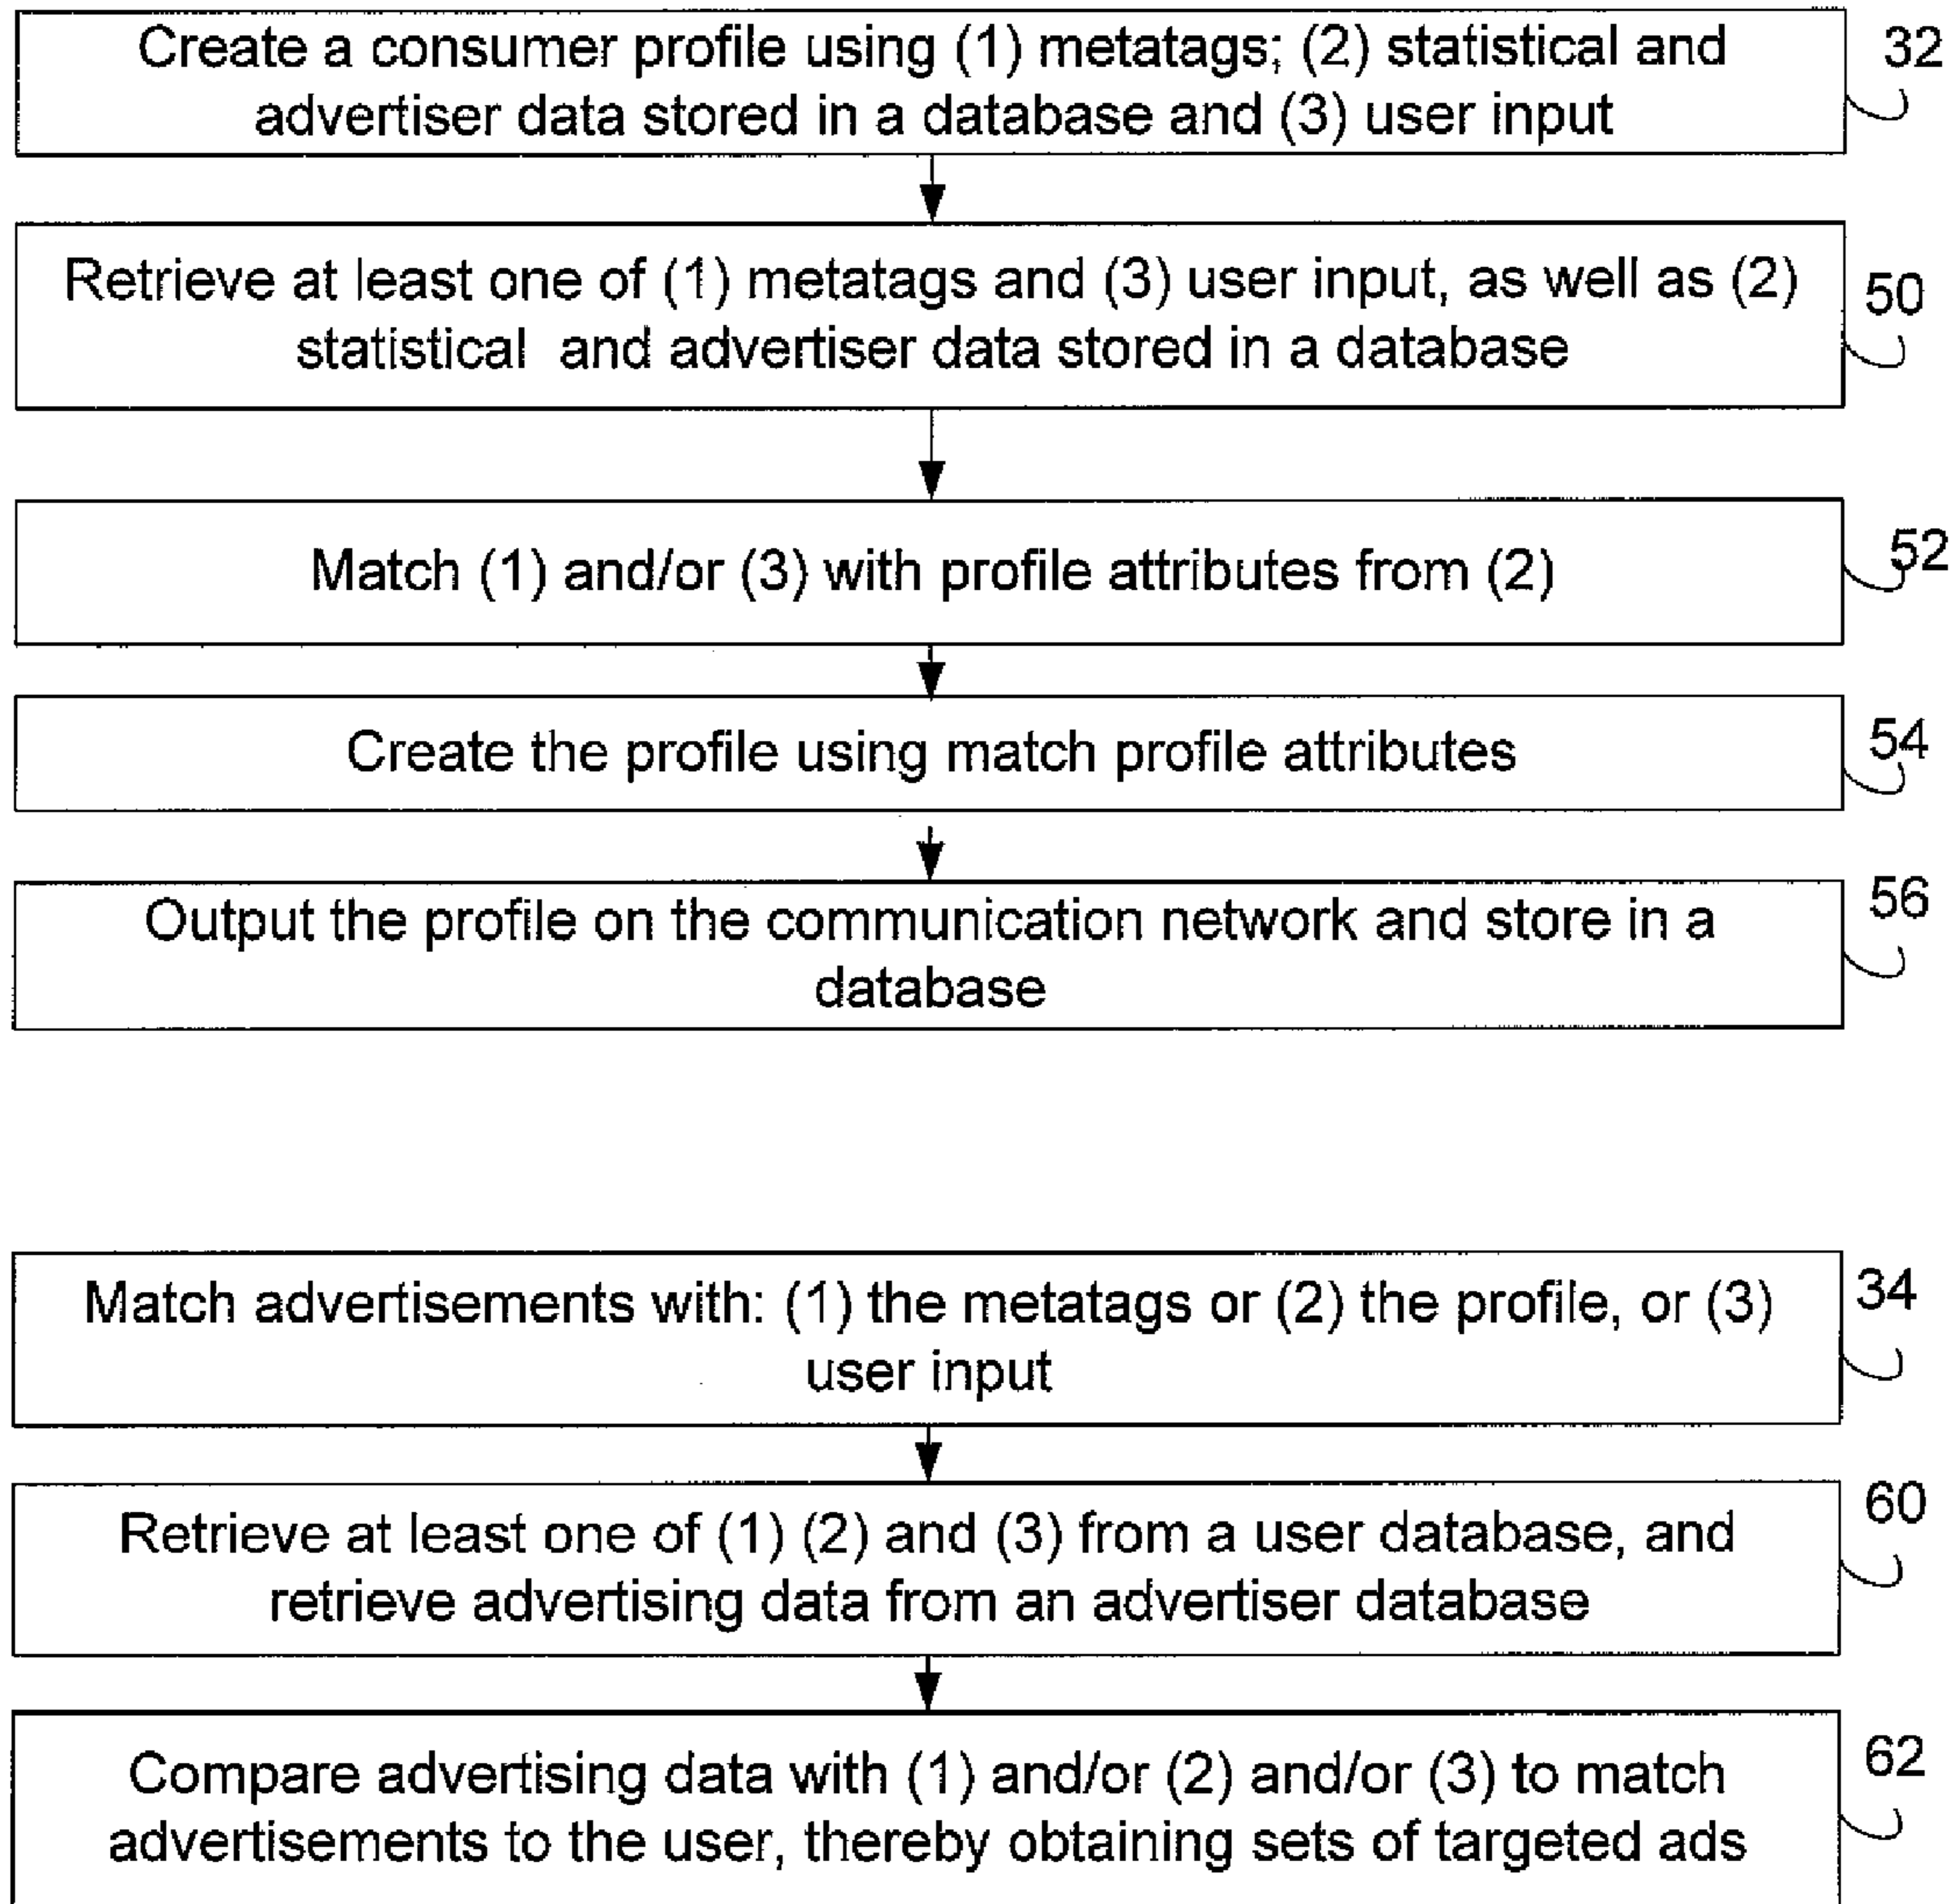 Create a consumer profile using (1) metatags; (2) statistical and
advertiser data stored in a database and (3) user input
32
Retrieve at least one of (1) metatags and (3) user input, as well as (2)
statistical and advertiser data stored in a database
50
Match (1) and/or (3) with profile attributes from (2)
52
Create the profile using match profile attributes
54
Output the profile on the communication network and store in a
database
56
Match advertisements with: (1) the metatags or (2) the profile, or (3)
user input
34
Retrieve at least one of (1) (2) and (3) from a user database, and
retrieve advertising data from an advertiser database
60
Compare advertising data with (1) and/or (2) and/or (3) to match
advertisements to the user, thereby obtaining sets of targeted ads
62